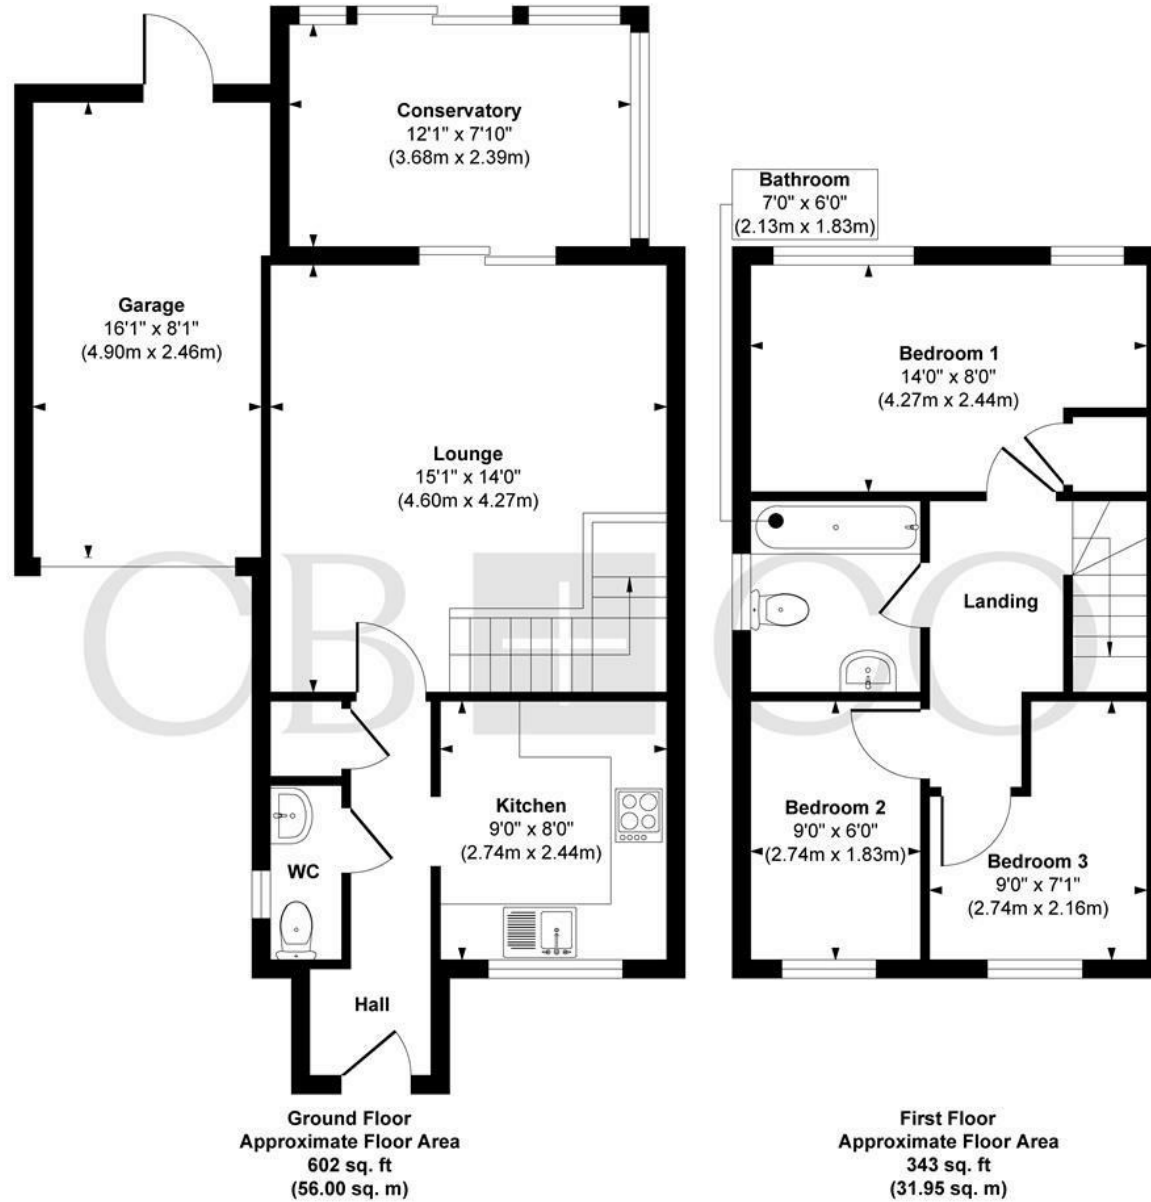 Conservatory
12'1" x 7'10"
(3.68m x 2.39m)
Bathroom
7'0" x 6'0"
(2.13m x 1.83m)
Garage
16'1" x 8'1"
(4.90m x 2.46m)
Bedroom 1
14'0" x 8'0"
(4.27m x 2.44m)
Lounge
15'1" x 14'0"
(4.60m x 4.27m)
CB+CO
Landing
Kitchen
9'0" x 8'0"
(2.74m x 2.44m)
Bedroom 2
9'0" x 6'0"
(2.74m x 1.83m)
WC
Bedroom 3
9'0" x 7'1"
(2.74m x 2.16m)
Hall
Ground Floor
Approximate Floor Area
602 sq. ft
(56.00 sq. m)
First Floor
Approximate Floor Area
343 sq. ft
(31.95 sq. m)